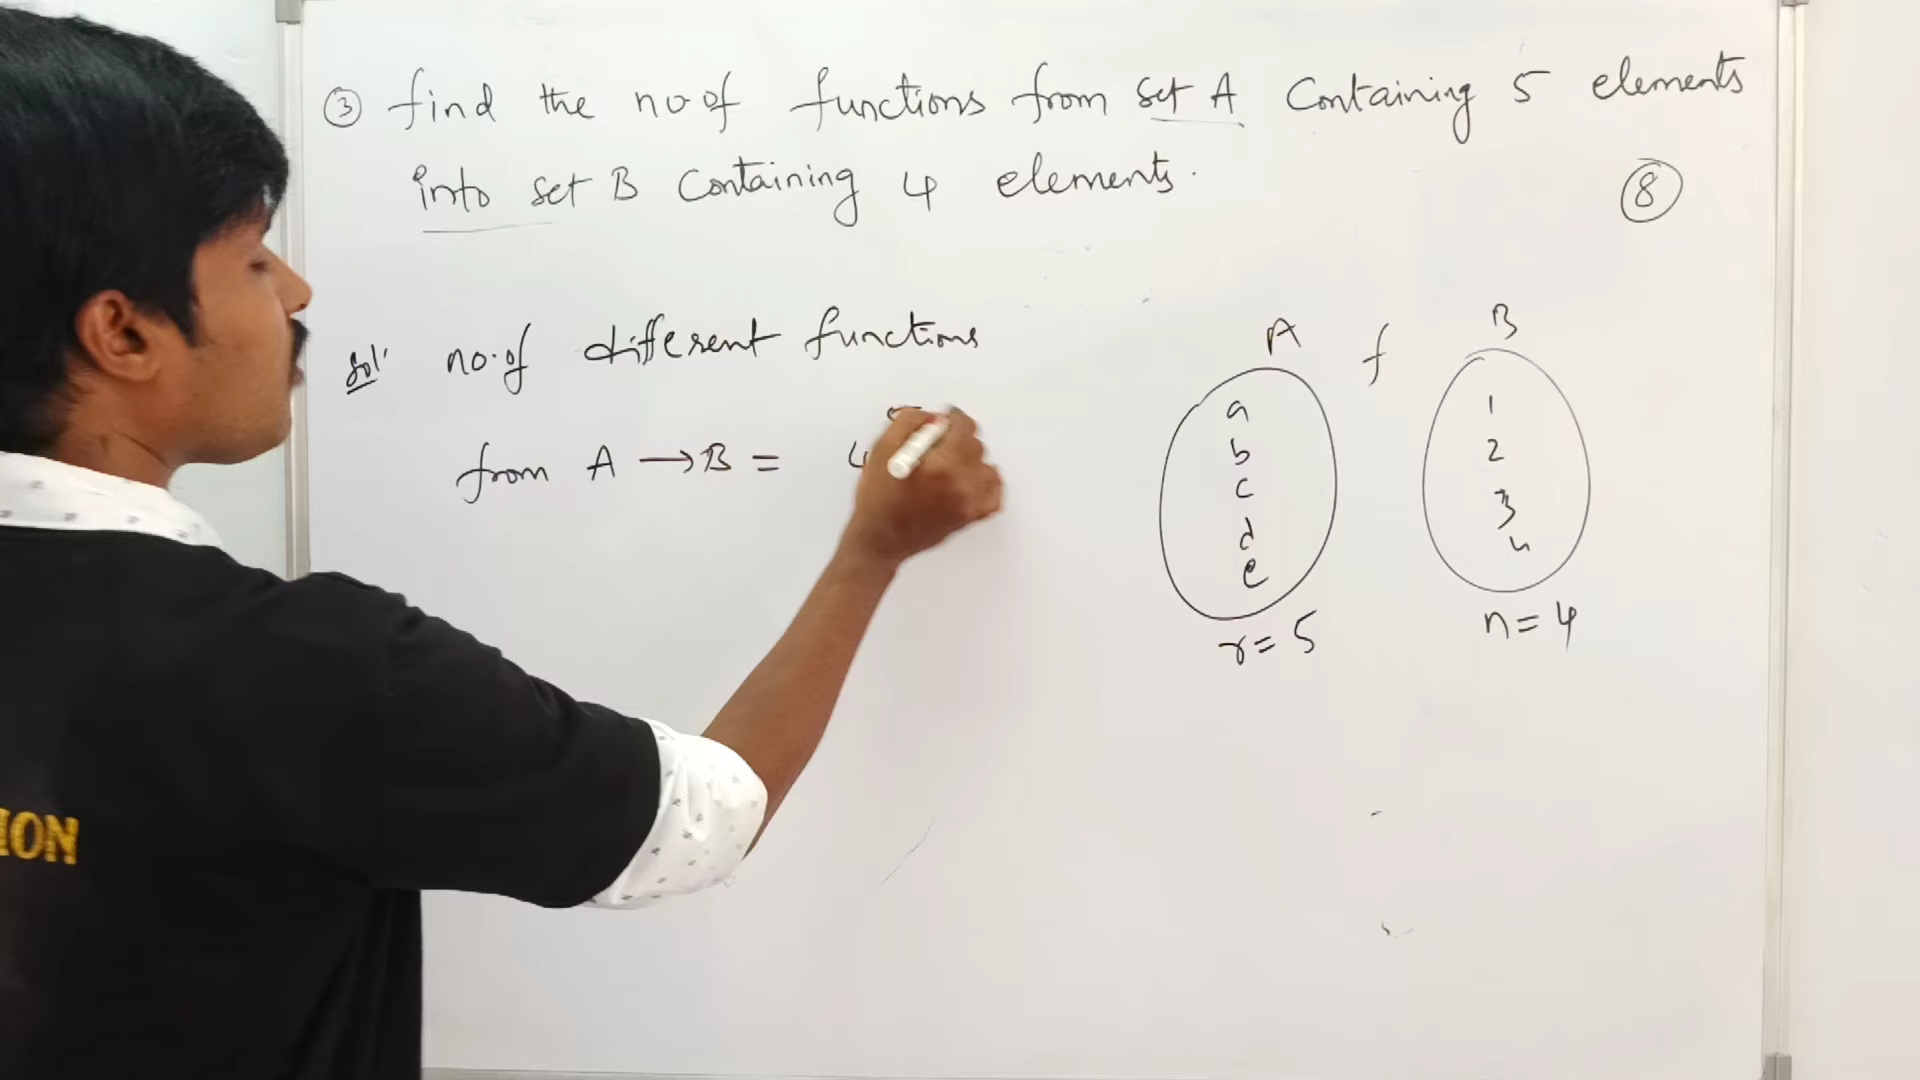 ③ find the no of functions from set A Containing 5 elements
into set B Containing 4 elements.
⑧
Sol: no. of different functions
from A → B = 4
A f B
a
b
c
d
e
1
2
3
4
r = 5
n = 4
ION